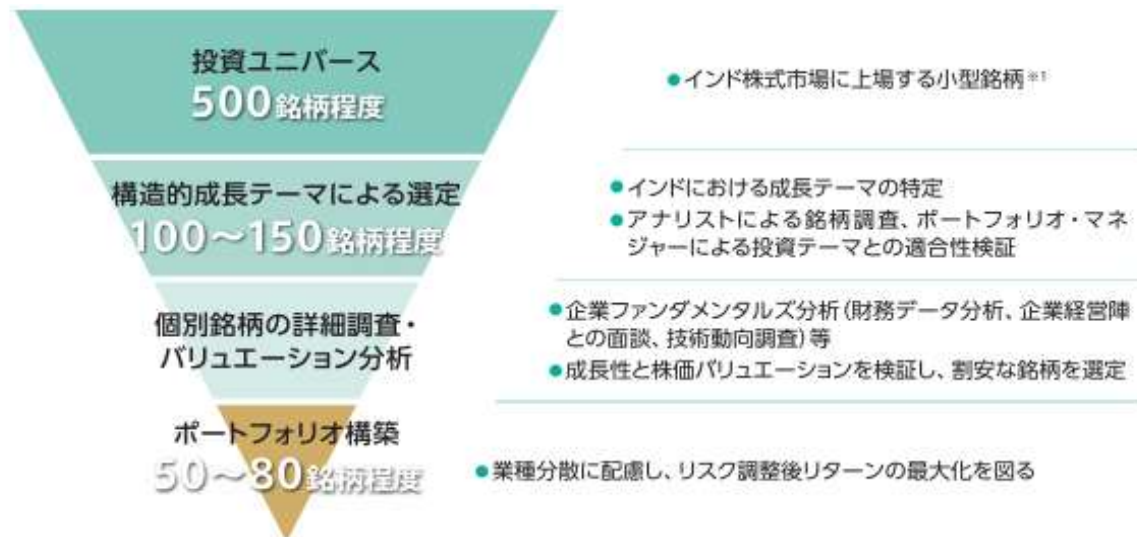 投資ユニバース
500銘柄程度
●インド株式市場に上場する小型銘柄※1
構造的成長テーマによる選定
100～150銘柄程度
●インドにおける成長テーマの特定
●アナリストによる銘柄調査、ポートフォリオ・マネ
ジャーによる投資テーマとの適合性検証
個別銘柄の詳細調査・
バリュエーション分析
●企業ファンダメンタルズ分析(財務データ分析、企業経営陣
との面談、技術動向調査)等
●成長性と株価バリュエーションを検証し、割安な銘柄を選定
ポートフォリオ構築
50～80銘柄程度
●業種分散に配慮し、リスク調整後リターンの最大化を図る